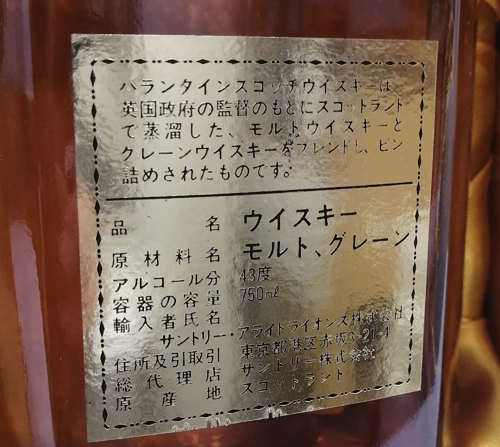 バランタインスコッチウイスキーは、
英国政府の監督のもとにスコットランド
で蒸溜した、モルトウイスキーと
グレーンウイスキーをブレンドし、ビン
詰めされたものです。
品名 ウイスキー
原材料名 モルト、グレーン
アルコール分 43度
容器の容量 750ml
輸入者氏名
サントリー・アライドライオンズ株式会社
住所及引取引 東京都港区赤坂3-21-1
総代理店 サントリー株式会社
原産地 スコットランド